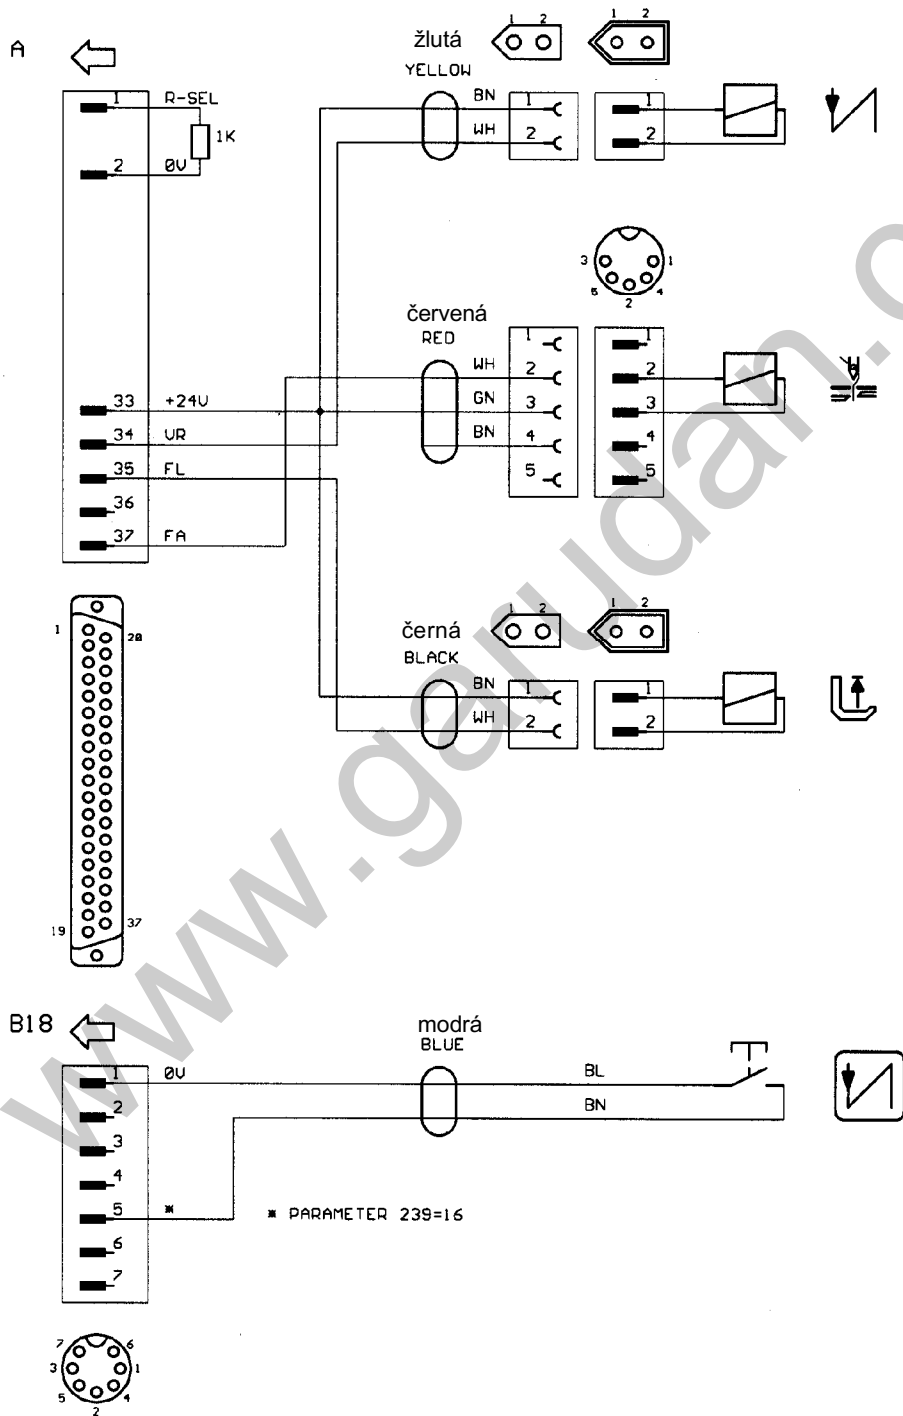 A
žlutá
YELLOW
1 2
1 2
1 R-SEL
1K
2 0V
BN 1
WH 2
1
2
3 1
5 4
2
červená
RED
1
WH 2
GN 3
BN 4
5
1
2
3
4
5
33 +24V
34 VR
35 FL
36
37 FA
1 20
19 37
černá
BLACK
1 2
1 2
BN 1
WH 2
1
2
B18
modrá
BLUE
1 0V
2
3
4
5 *
6
7
BL
BN
* PARAMETER 239=16
7 6
3 1
5 4
2
www.garudan.c